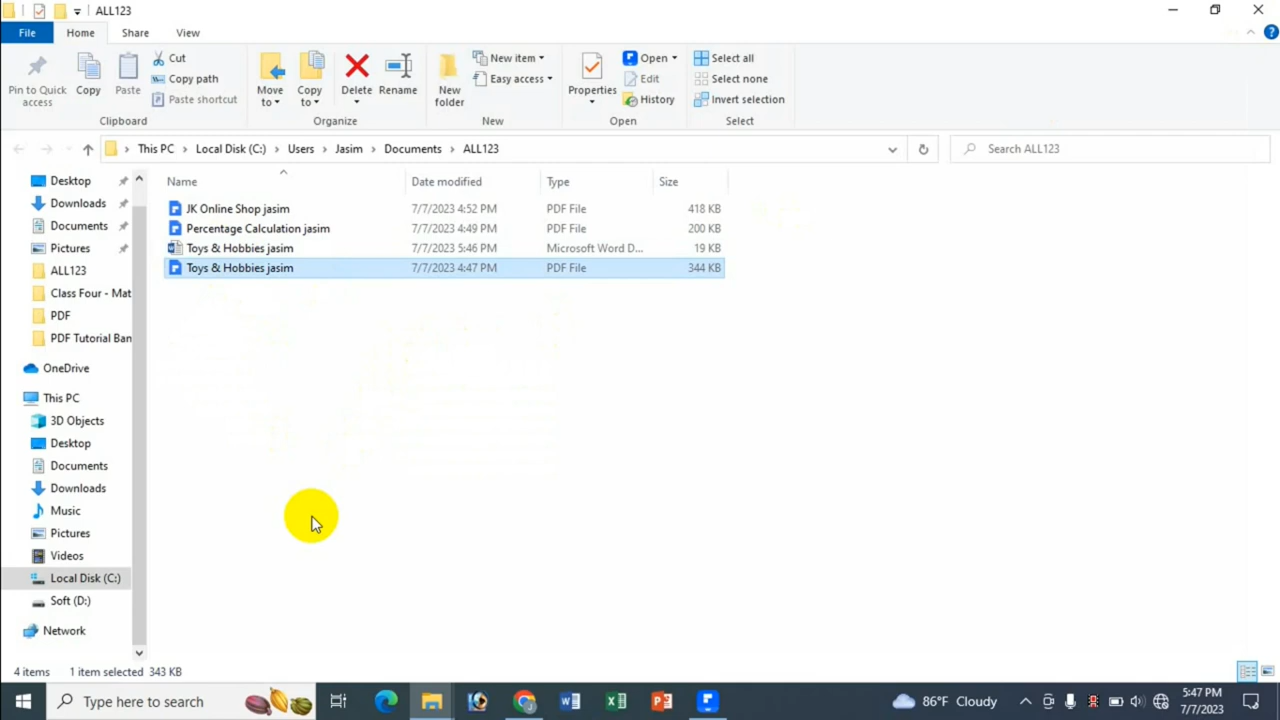 ALL123
File Home Share View
Pin to Quick access
Copy
Paste
Cut
Copy path
Paste shortcut
Clipboard
Move to
Copy to
Delete
Rename
Organize
New folder
New item
Easy access
New
Properties
Open
Edit
History
Open
Select all
Select none
Invert selection
Select
This PC Local Disk (C:) Users Jasim Documents ALL123
Search ALL123
Name Date modified Type Size
JK Online Shop jasim 7/7/2023 4:52 PM PDF File 418 KB
Percentage Calculation jasim 7/7/2023 4:49 PM PDF File 200 KB
Toys & Hobbies jasim 7/7/2023 5:46 PM Microsoft Word D... 19 KB
Toys & Hobbies jasim 7/7/2023 4:47 PM PDF File 344 KB
Desktop
Downloads
Documents
Pictures
ALL123
Class Four - Mat
PDF
PDF Tutorial Ban
OneDrive
This PC
3D Objects
Desktop
Documents
Downloads
Music
Pictures
Videos
Local Disk (C:)
Soft (D:)
Network
4 items 1 item selected 343 KB
Type here to search
86°F Cloudy
5:47 PM
7/7/2023